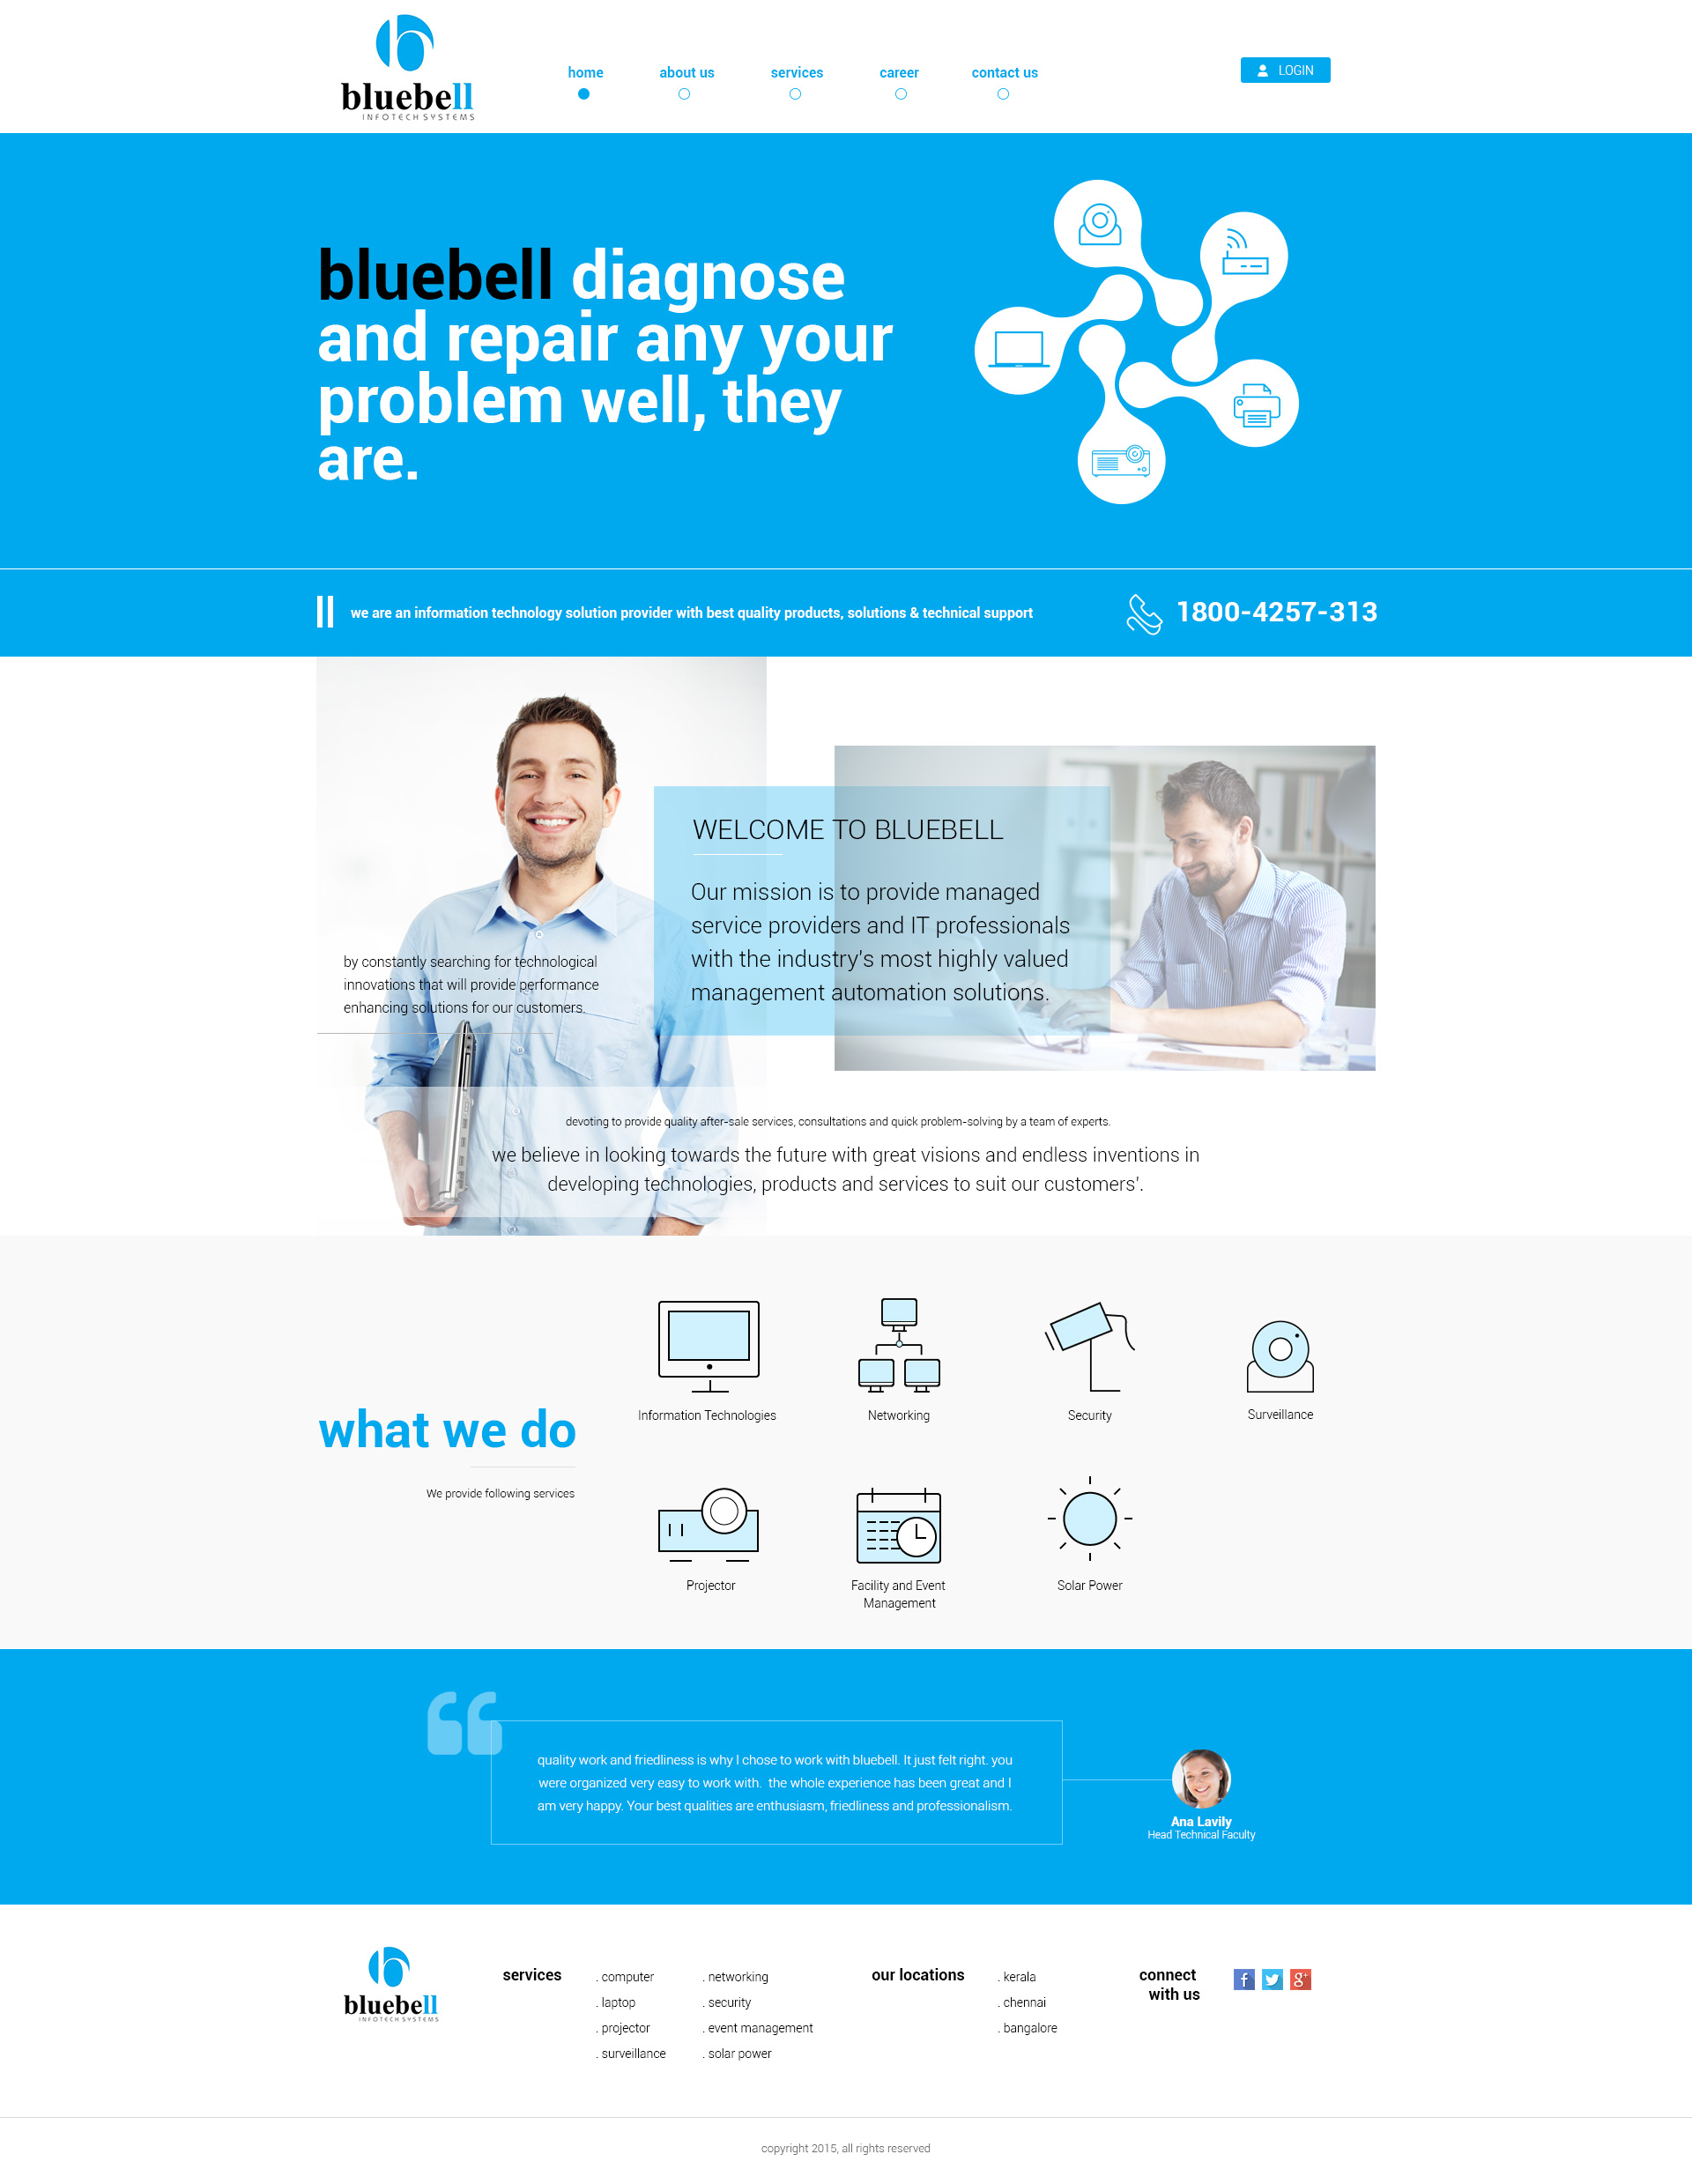 bluebell
INFOTECH SYSTEMS
home about us services career contact us
LOGIN
bluebell diagnose
and repair any your
problem well, they
are.
we are an information technology solution provider with best quality products, solutions & technical support
1800-4257-313
WELCOME TO BLUEBELL
Our mission is to provide managed
service providers and IT professionals
with the industry's most highly valued
management automation solutions.
by constantly searching for technological
innovations that will provide performance
enhancing solutions for our customers.
devoting to provide quality after-sale services, consultations and quick problem-solving by a team of experts.
we believe in looking towards the future with great visions and endless inventions in
developing technologies, products and services to suit our customers'.
what we do
We provide following services
Information Technologies
Networking
Security
Surveillance
Projector
Facility and Event
Management
Solar Power
quality work and friedliness is why I chose to work with bluebell. It just felt right. you
were organized very easy to work with. the whole experience has been great and I
am very happy. Your best qualities are enthusiasm, friedliness and professionalism.
Ana Lavily
Head Technical Faculty
bluebell
INFOTECH SYSTEMS
services
. computer
. laptop
. projector
. surveillance
. networking
. security
. event management
. solar power
our locations
. kerala
. chennai
. bangalore
connect
with us
f
g+
copyright 2015, all rights reserved